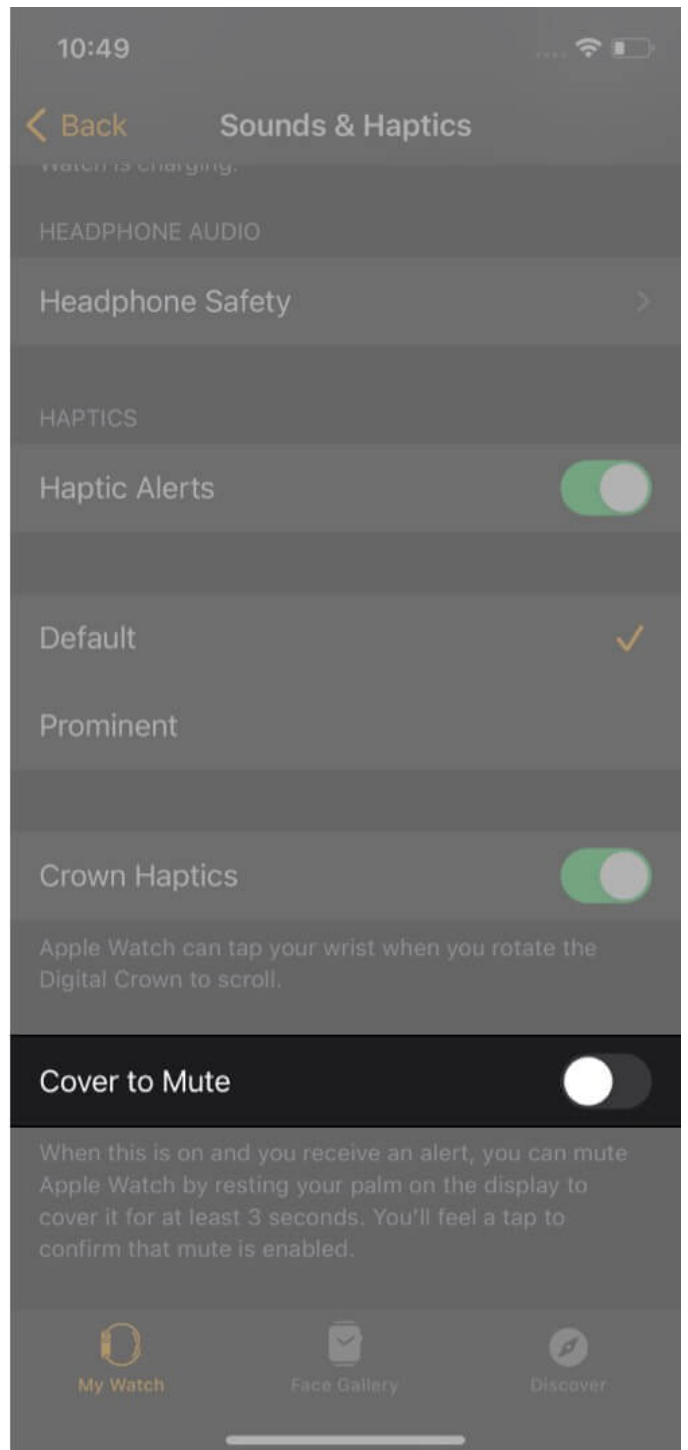 10:49
Back
Sounds & Haptics
Watch is charging.
HEADPHONE AUDIO
Headphone Safety
HAPTICS
Haptic Alerts
Default
Prominent
Crown Haptics
Apple Watch can tap your wrist when you rotate the
Digital Crown to scroll.
Cover to Mute
When this is on and you receive an alert, you can mute
Apple Watch by resting your palm on the display to
cover it for at least 3 seconds. You'll feel a tap to
confirm that mute is enabled.
My Watch
Face Gallery
Discover